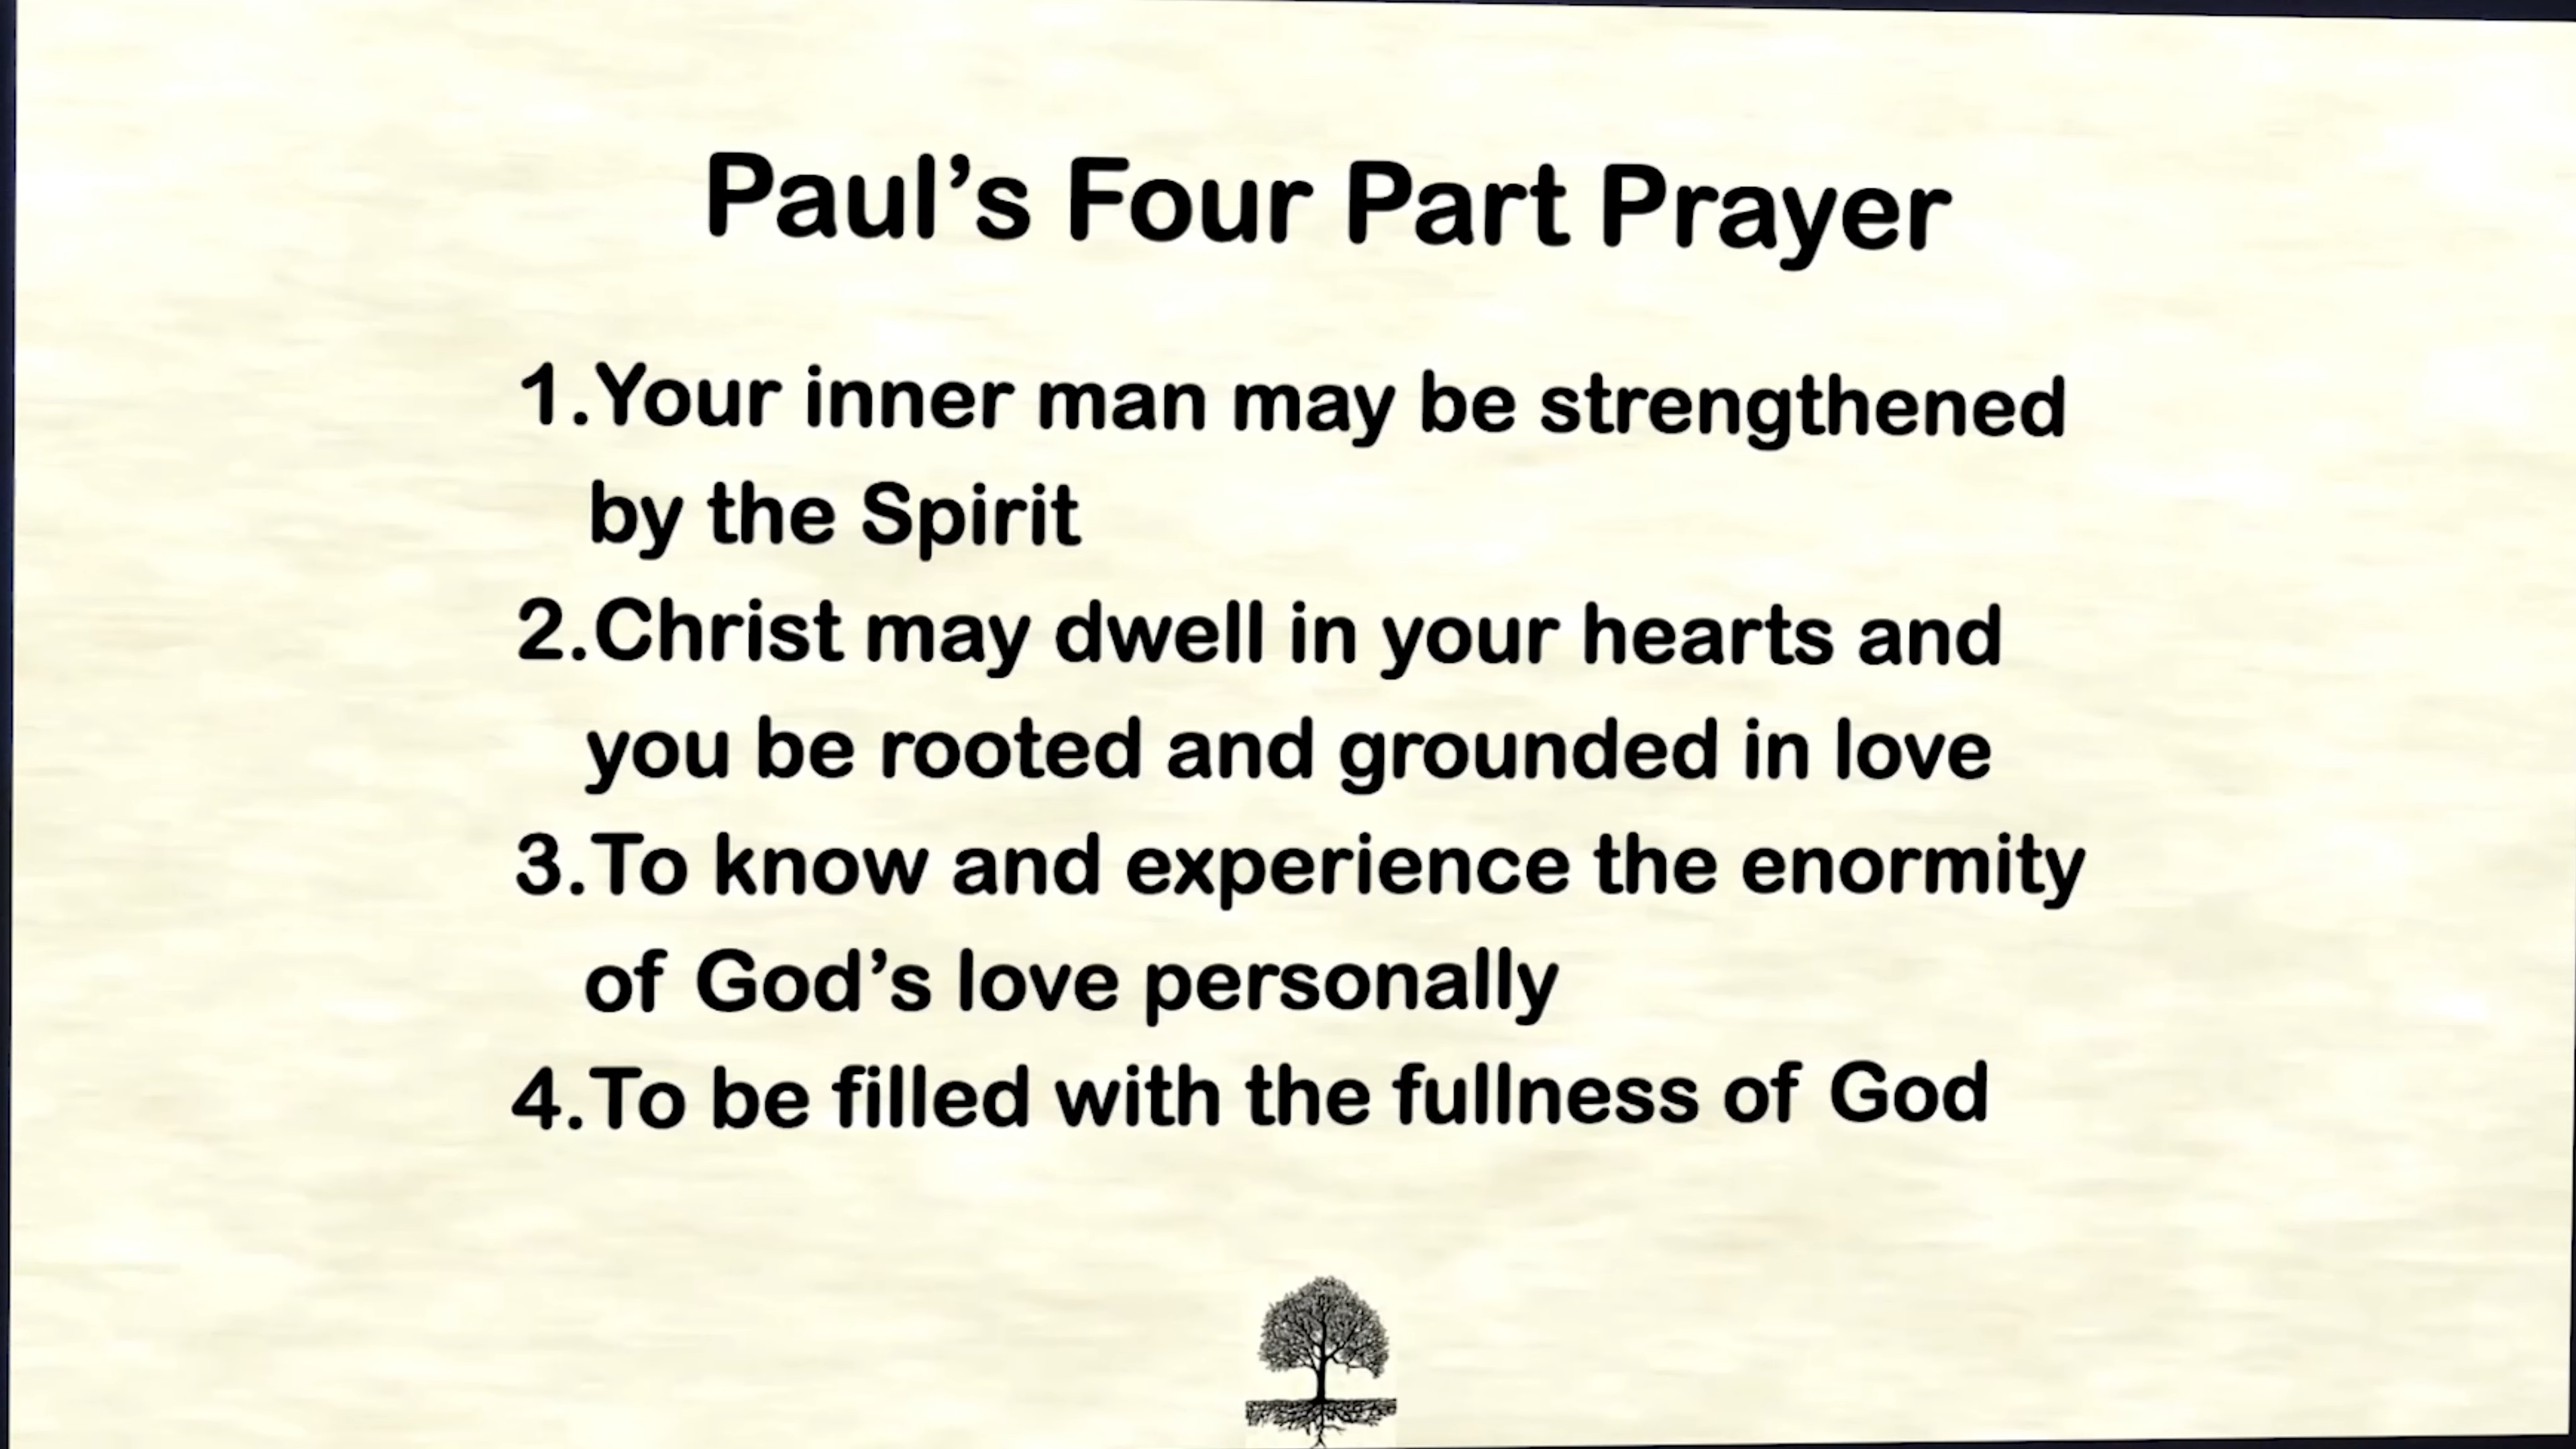 Paul’s Four Part Prayer
1.Your inner man may be strengthened
by the Spirit
2.Christ may dwell in your hearts and
you be rooted and grounded in love
3.To know and experience the enormity
of God’s love personally
4.To be filled with the fullness of God